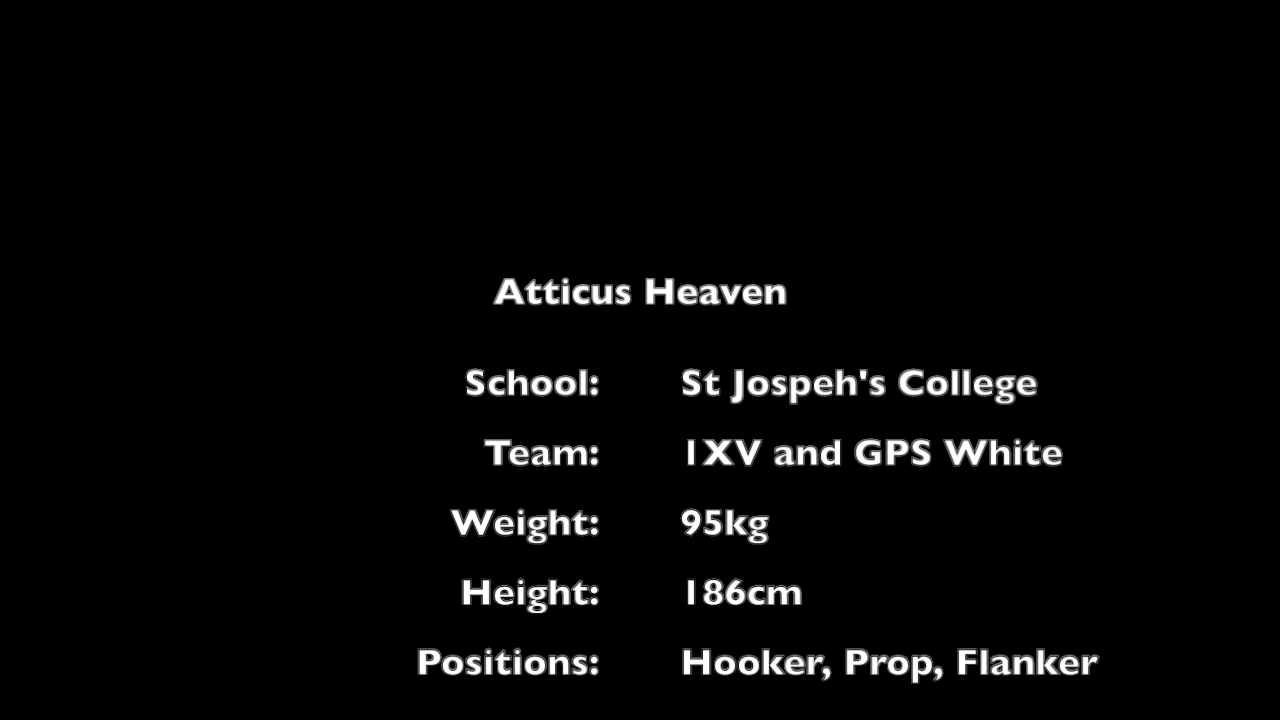 Atticus Heaven
School: St Jospeh's College
Team: 1XV and GPS White
Weight: 95kg
Height: 186cm
Positions: Hooker, Prop, Flanker